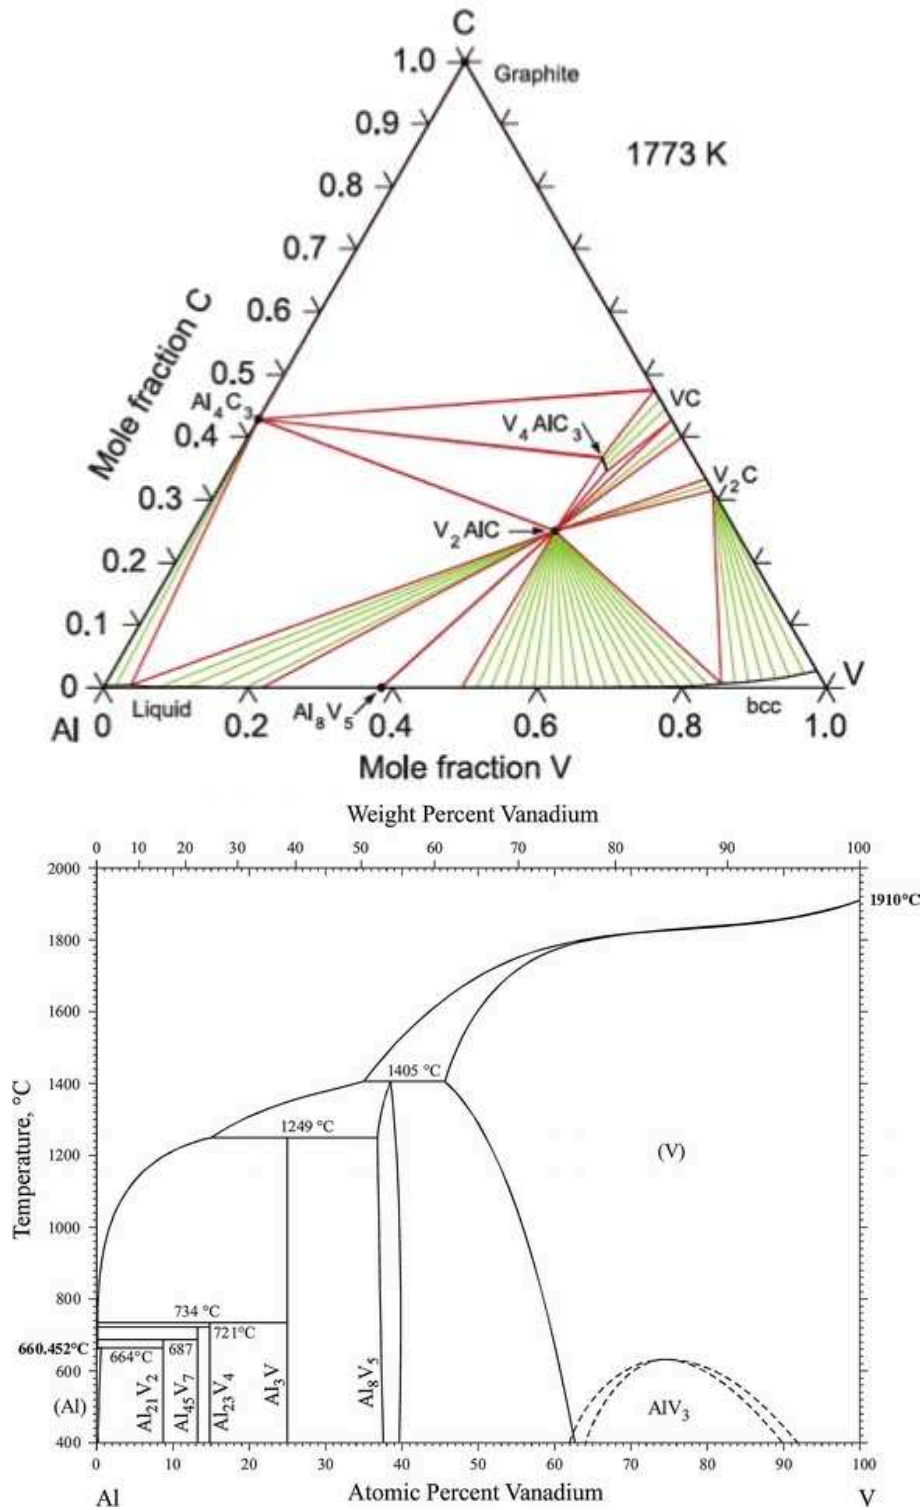 C
1.0
Graphite
0.9
1773 K
0.8
0.7
0.6
Mole fraction C
0.5
Al4C3
VC
0.4
V4AlC3
V2C
0.3
V2AlC
0.2
0.1
0
V
Liquid
Al8V5
bcc
Al
0 0.2 0.4 0.6 0.8 1.0
Mole fraction V
Weight Percent Vanadium
0 10 20 30 40 50 60 70 80 90 100
2000
1910°C
1800
1600
1400
1405 °C
1249 °C
1200
(V)
Temperature, °C
1000
800
734 °C
721°C
660.452°C
664°C
687
600
(Al)
Al21V2
Al45V7
Al23V4
Al3V
Al8V5
AlV3
400
0 10 20 30 40 50 60 70 80 90 100
Al
Atomic Percent Vanadium
V